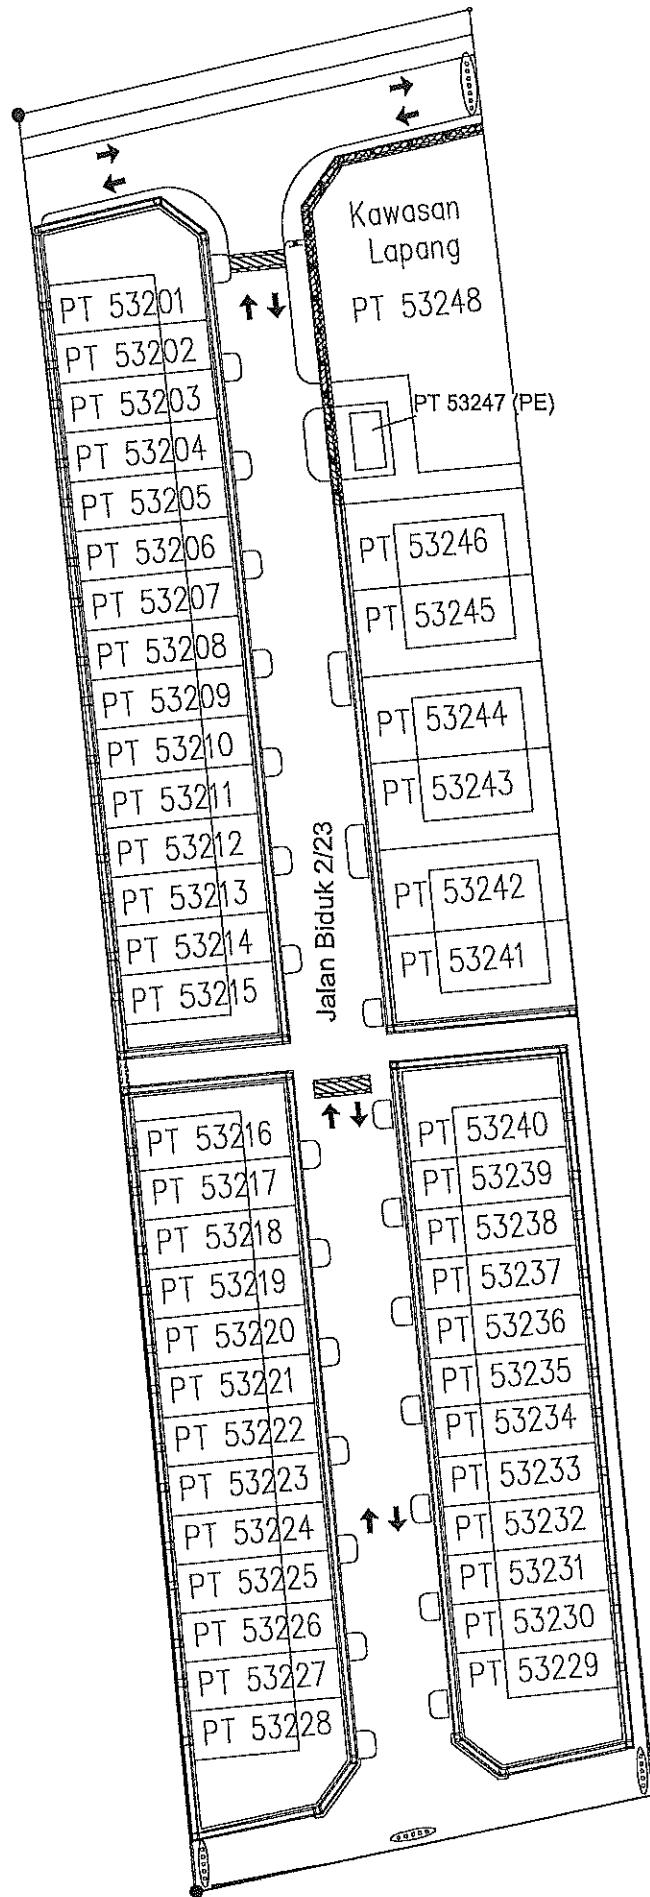 Kawasan
Lapang
PT 53248
PT 53247 (PE)
PT 53201
PT 53202
PT 53203
PT 53204
PT 53205
PT 53206
PT 53207
PT 53208
PT 53209
PT 53210
PT 53211
PT 53212
PT 53213
PT 53214
PT 53215
PT 53246
PT 53245
PT 53244
PT 53243
PT 53242
PT 53241
Jalan Biduk 2/23
PT 53216
PT 53217
PT 53218
PT 53219
PT 53220
PT 53221
PT 53222
PT 53223
PT 53224
PT 53225
PT 53226
PT 53227
PT 53228
PT 53240
PT 53239
PT 53238
PT 53237
PT 53236
PT 53235
PT 53234
PT 53233
PT 53232
PT 53231
PT 53230
PT 53229